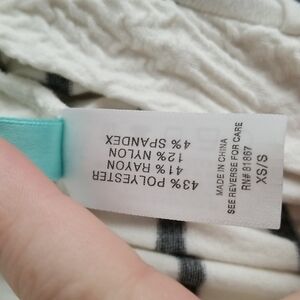 43% POLYESTER
41% RAYON
12% NYLON
4% SPANDEX
MADE IN CHINA
SEE REVERSE FOR CARE
RN# 81867
XS/S